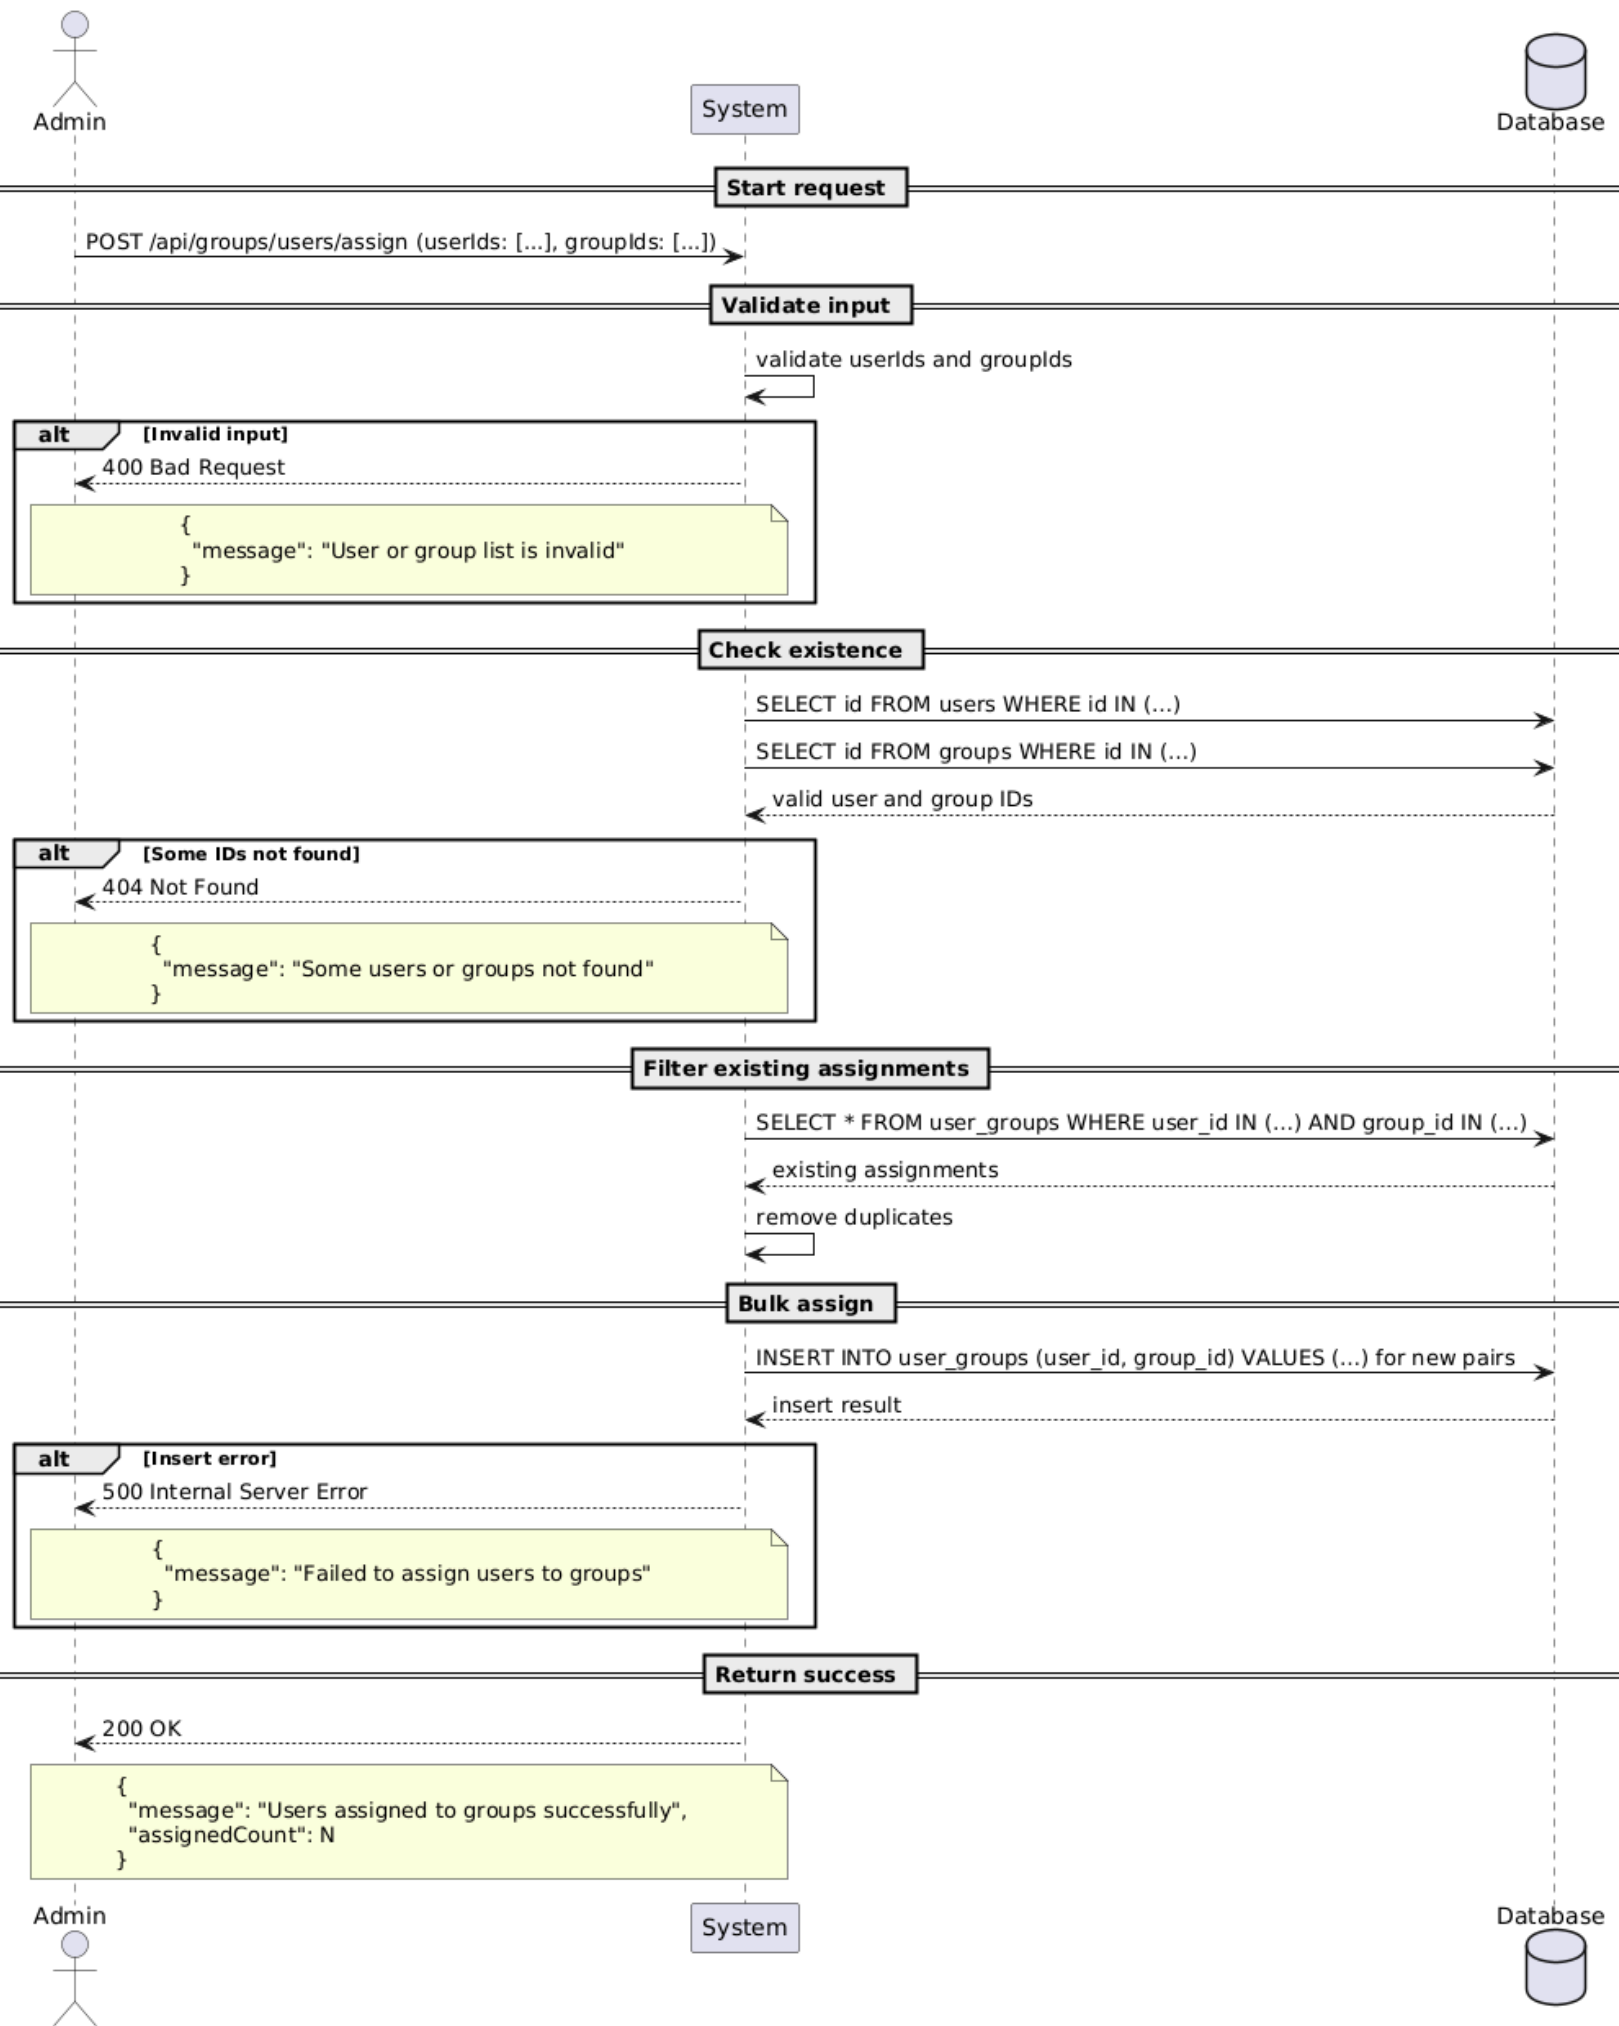 Admin
System
Database
Start request
POST /api/groups/users/assign (userIds: [...], groupIds: [...])
Validate input
validate userIds and groupIds
alt [Invalid input]
400 Bad Request
{
"message": "User or group list is invalid"
}
Check existence
SELECT id FROM users WHERE id IN (...)
SELECT id FROM groups WHERE id IN (...)
valid user and group IDs
alt [Some IDs not found]
404 Not Found
{
"message": "Some users or groups not found"
}
Filter existing assignments
SELECT * FROM user_groups WHERE user_id IN (...) AND group_id IN (...)
existing assignments
remove duplicates
Bulk assign
INSERT INTO user_groups (user_id, group_id) VALUES (...) for new pairs
insert result
alt [Insert error]
500 Internal Server Error
{
"message": "Failed to assign users to groups"
}
Return success
200 OK
{
"message": "Users assigned to groups successfully",
"assignedCount": N
}
Admin
System
Database